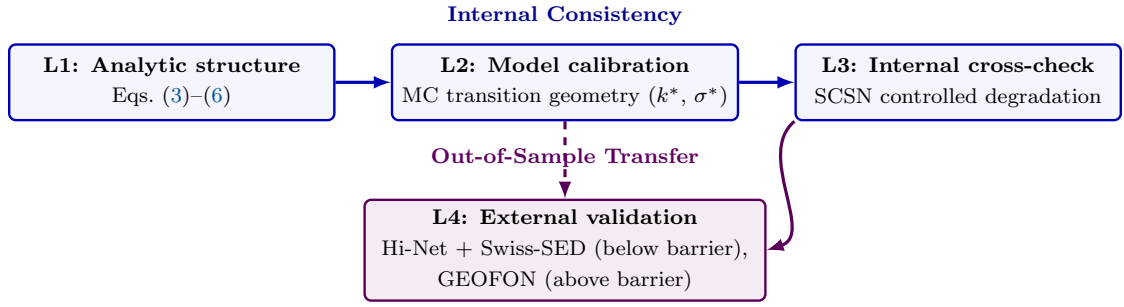 Internal Consistency
L1: Analytic structure
Eqs. (3)–(6)
L2: Model calibration
MC transition geometry (k*, σ*)
L3: Internal cross-check
SCSN controlled degradation
Out-of-Sample Transfer
L4: External validation
Hi-Net + Swiss-SED (below barrier),
GEOFON (above barrier)